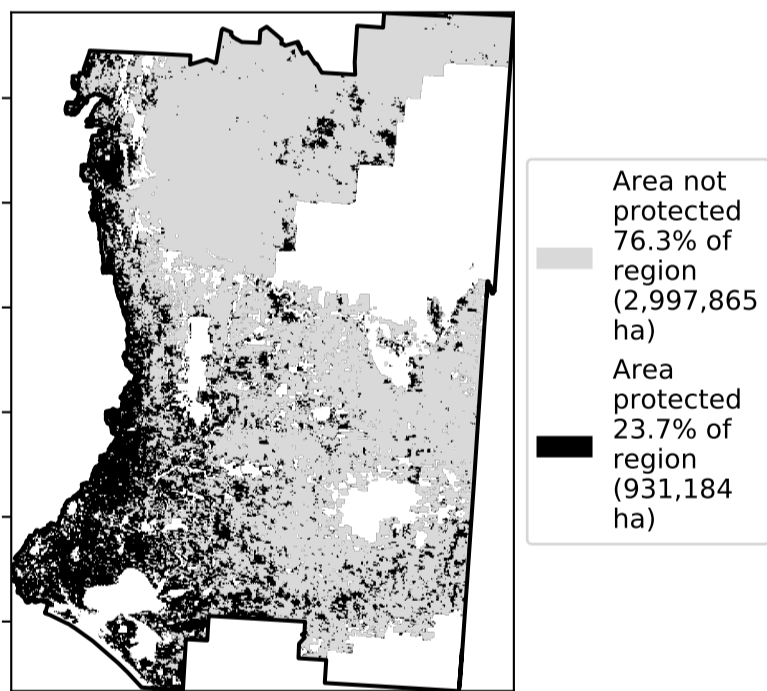 Area not
protected
76.3% of
region
(2,997,865
ha)
Area
protected
23.7% of
region
(931,184
ha)